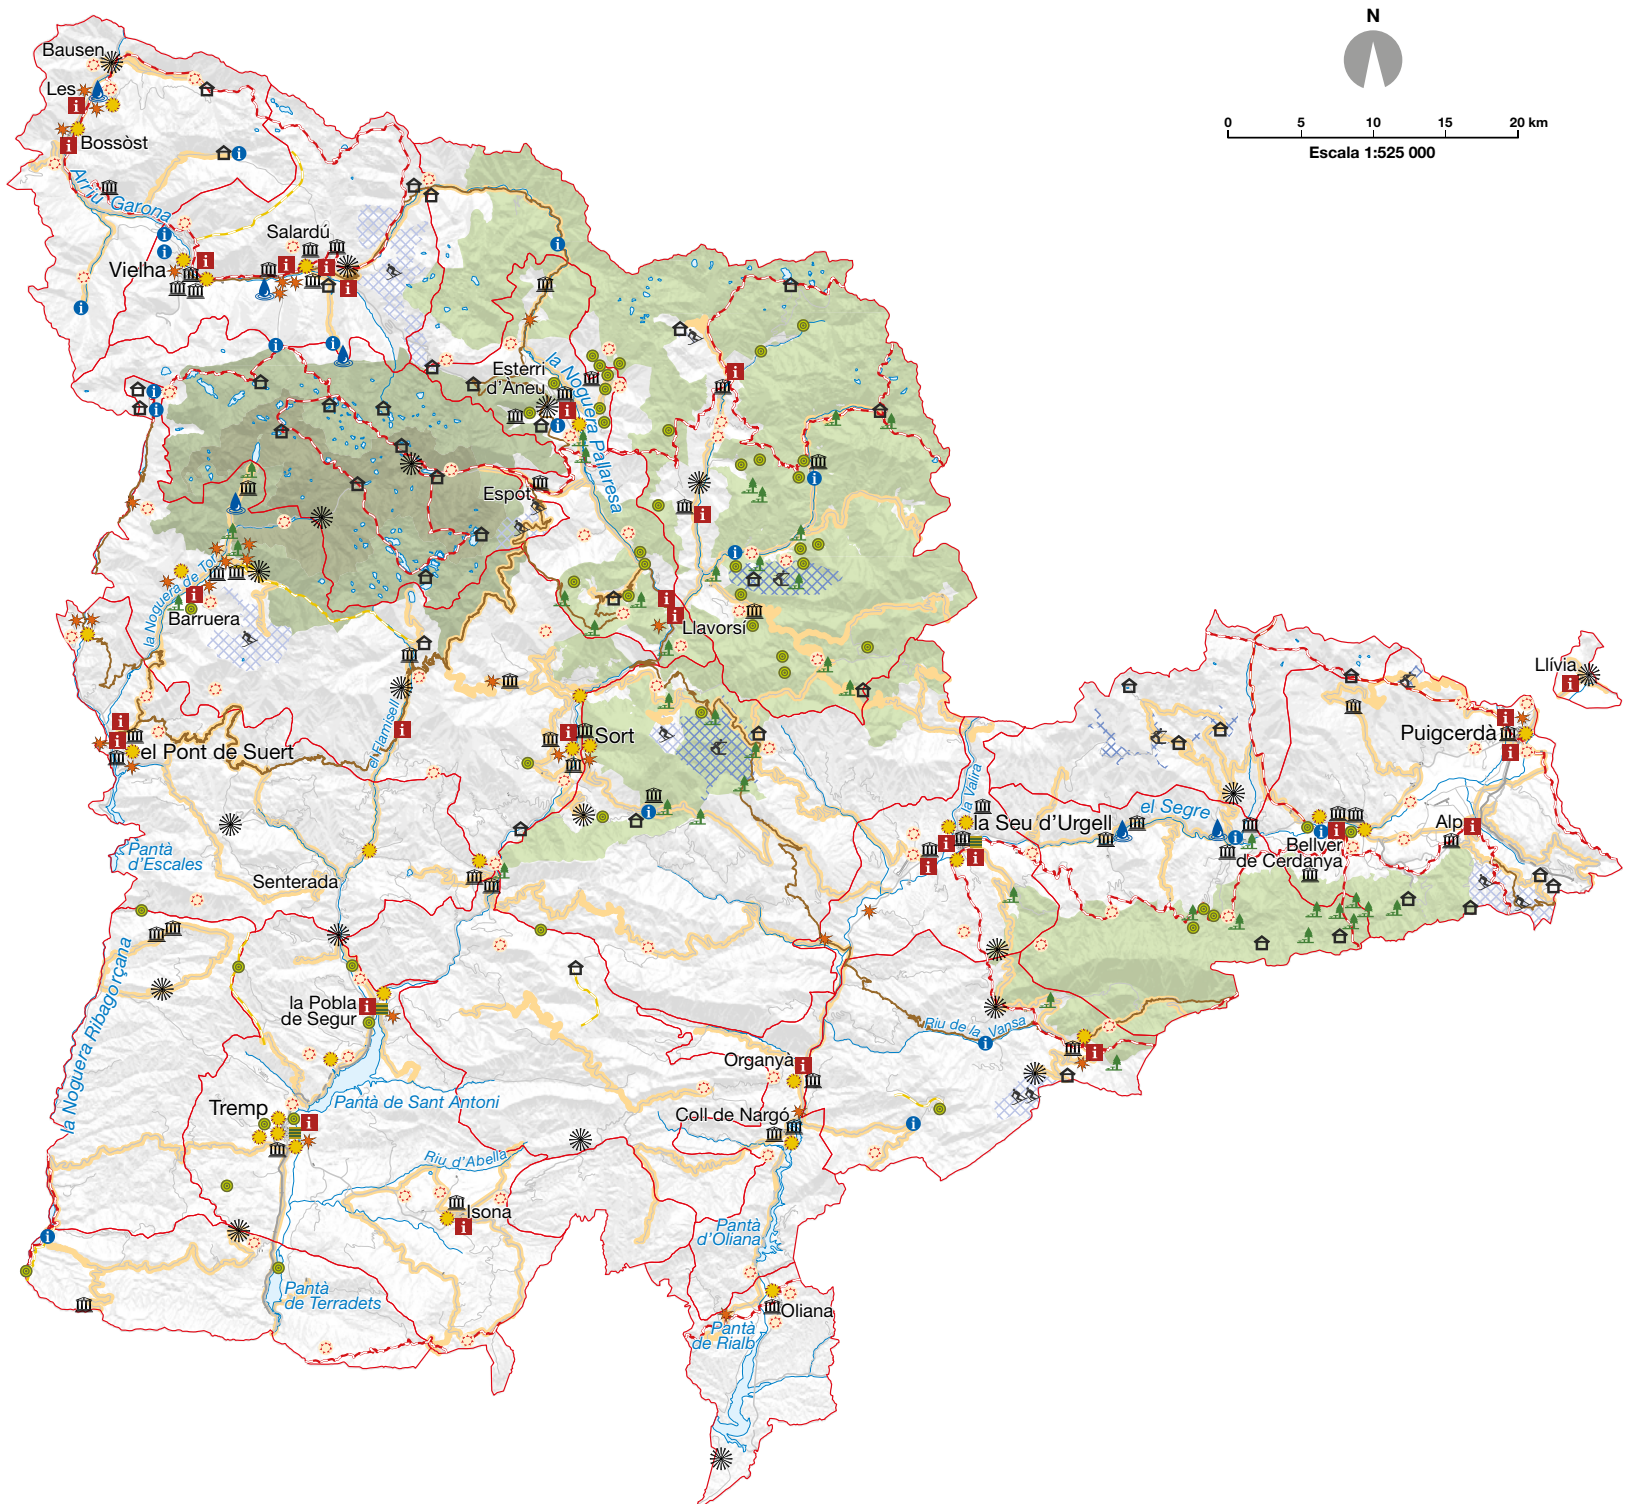 N
0 5 10 15 20 km
Escala 1:525 000
Bausen
Les
Bossòst
Arriu Garona
Salardú
Vielha
Esterri
d'Àneu
la Noguera Pallaresa
Espot
la Noguera de Tor
Barruera
Llavorsí
Llívia
el Flamisell
Sort
Puigcerdà
el Pont de Suert
la Valira
el Segre
la Seu d'Urgell
Alp
Bellver
de Cerdanya
Pantà
d'Escales
Senterada
la Noguera Ribagorçana
la Pobla
de Segur
Riu de la Vansa
Organyà
Pantà de Sant Antoni
Tremp
Coll de Nargó
Riu d'Abella
Isona
Pantà
d'Oliana
Pantà
de Terradets
Oliana
Pantà
de Rialb